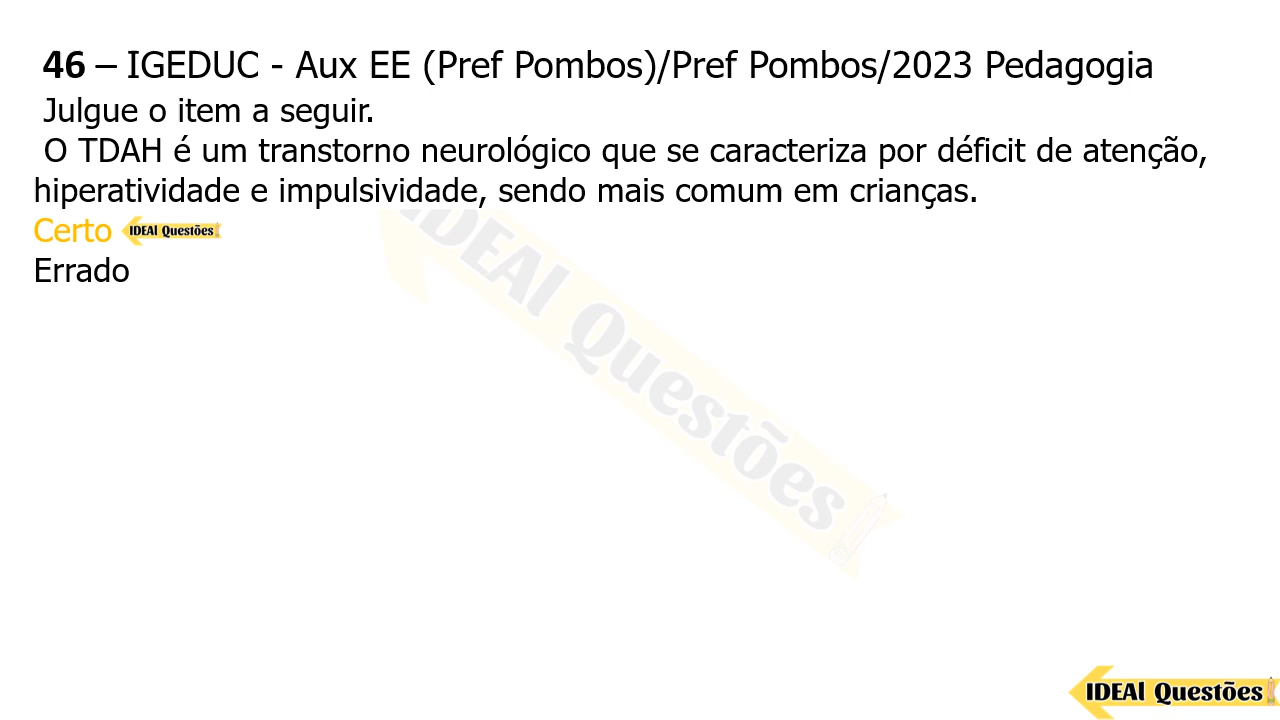 46 – IGEDUC - Aux EE (Pref Pombos)/Pref Pombos/2023 Pedagogia
Julgue o item a seguir.
O TDAH é um transtorno neurológico que se caracteriza por déficit de atenção,
hiperatividade e impulsividade, sendo mais comum em crianças.
Certo IDEAl Questões
Errado
IDEAl Questões
IDEAl Questões